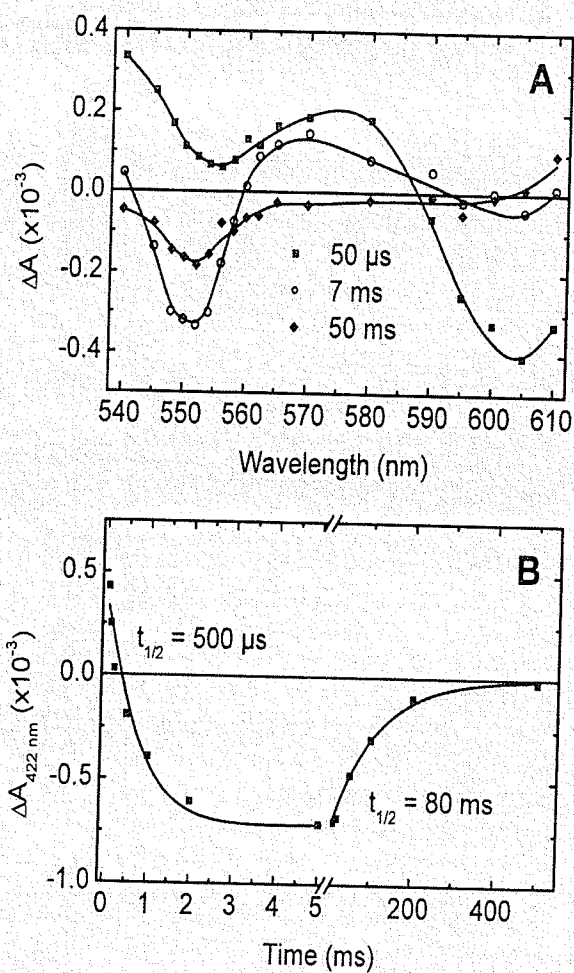 A
ΔA (x10⁻³)
0.4
0.2
0.0
-0.2
-0.4
50 µs
7 ms
50 ms
540 550 560 570 580 590 600 610
Wavelength (nm)
B
ΔA₄₂₂ ₙₘ (x10⁻³)
0.5
0.0
-0.5
-1.0
t₁/₂ = 500 µs
t₁/₂ = 80 ms
0 1 2 3 4 5 200 400
Time (ms)